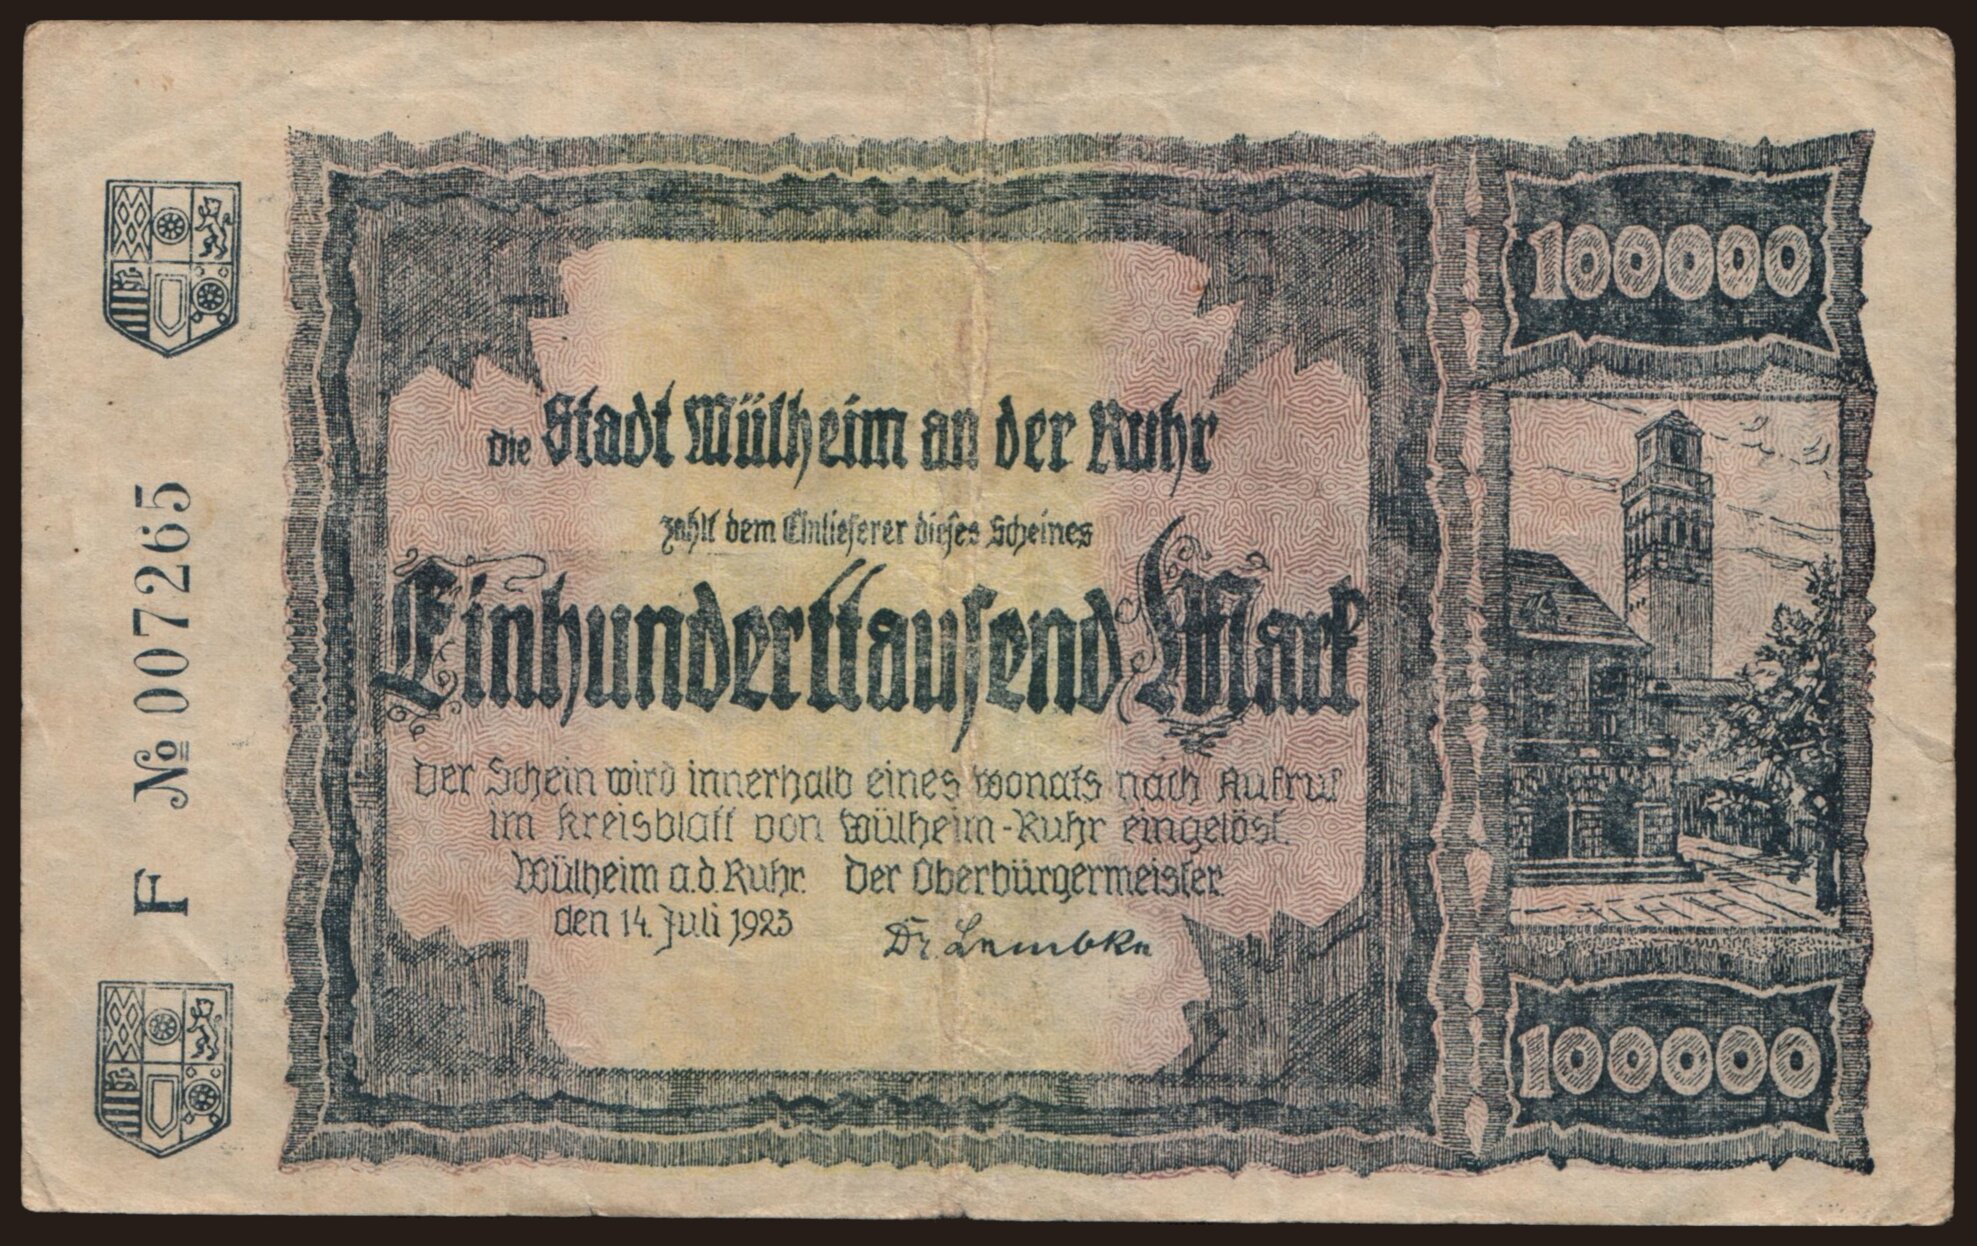 F № 007265
Die Stadt Mülheim an der Ruhr
zahlt dem Einlieferer dieses Scheines
Einhunderttausend Mark
Der Schein wird innerhalb eines Monats nach Aufruf
im Kreisblatt von Mülheim-Ruhr eingelöst.
Mülheim a.d. Ruhr. Der Oberbürgermeister.
den 14. Juli 1923
Dr. Lembke
100000
100000